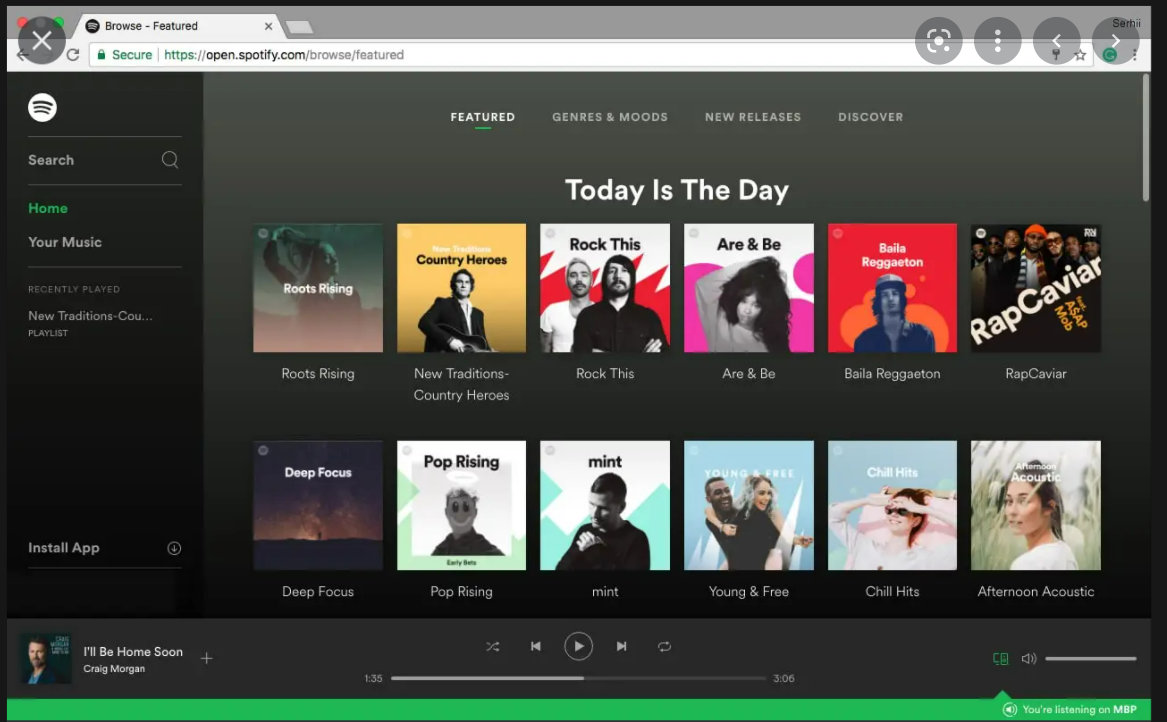 Browse - Featured
Serhii
Secure
https://open.spotify.com/browse/featured
Search
Home
Your Music
RECENTLY PLAYED
New Traditions-Cou...
PLAYLIST
Install App
FEATURED
GENRES & MOODS
NEW RELEASES
DISCOVER
Today Is The Day
Roots Rising
New Traditions
Country Heroes
Rock This
Are & Be
Baila
Reggaeton
RapCaviar
feat.
A$AP
Mob
Roots Rising
New Traditions-
Country Heroes
Rock This
Are & Be
Baila Reggaeton
RapCaviar
Deep Focus
Pop Rising
Early Bets
mint
YOUNG & FREE
Chill Hits
Afternoon
Acoustic
Deep Focus
Pop Rising
mint
Young & Free
Chill Hits
Afternoon Acoustic
CRAIG
MORGAN
I'll Be Home Soon
Craig Morgan
1:35
3:06
You're listening on MBP